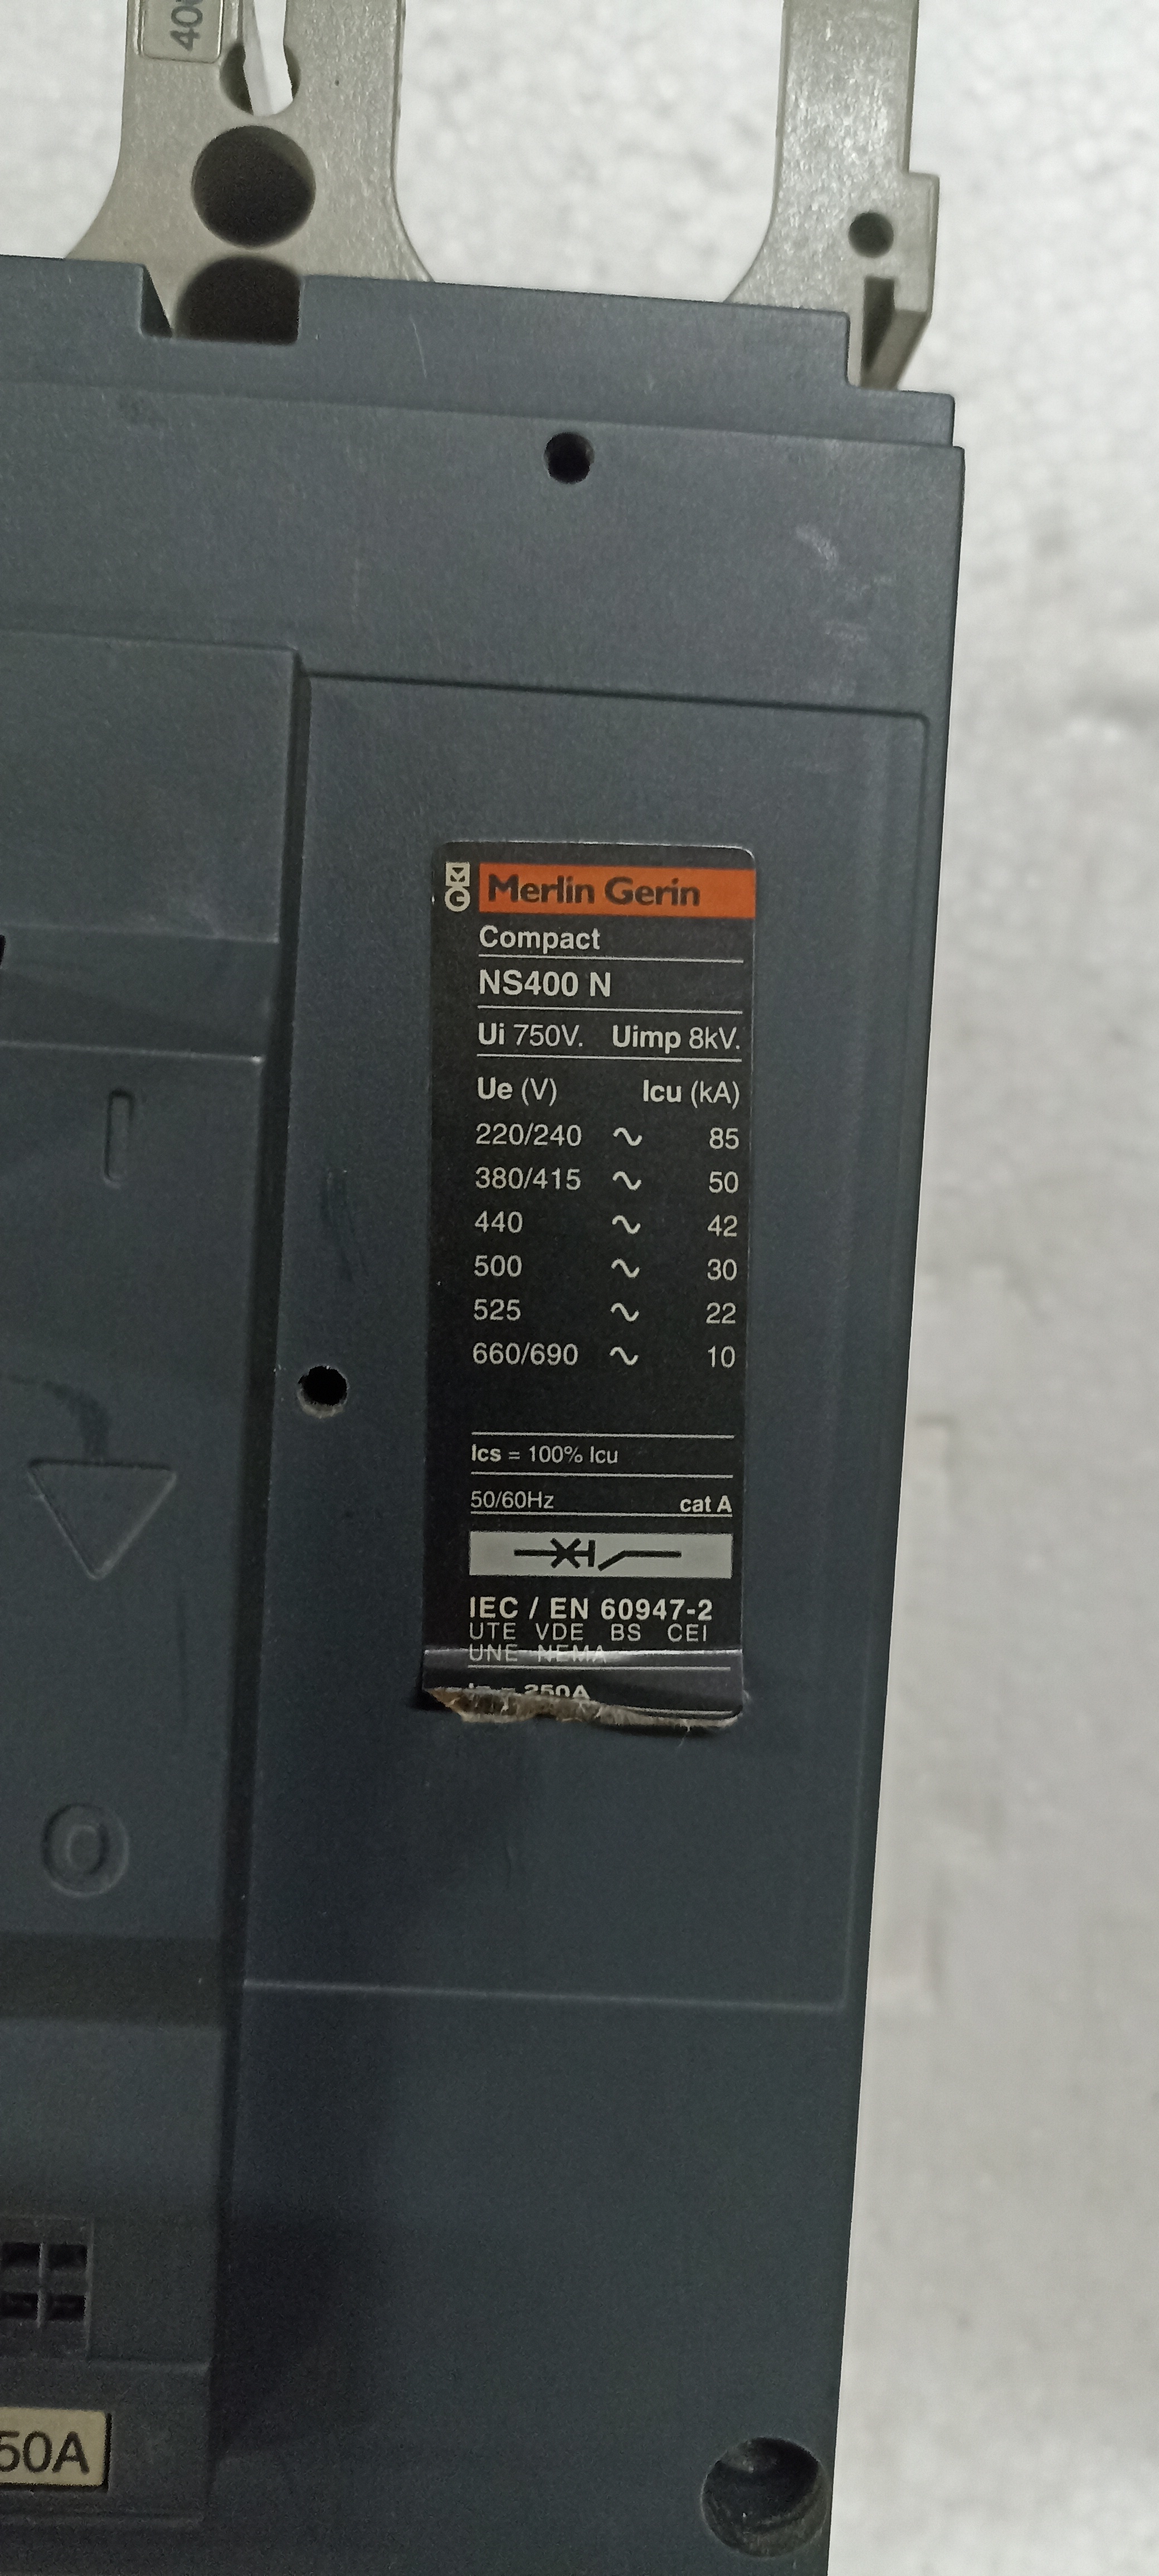 Merlin Gerin
Compact
NS400 N
Ui 750V. Uimp 8kV.
Ue (V) Icu (kA)
220/240 ~ 85
380/415 ~ 50
440 ~ 42
500 ~ 30
525 ~ 22
660/690 ~ 10
Ics = 100% Icu
50/60Hz cat A
IEC / EN 60947-2
UTE VDE BS CEI
UNE NEMA
= 250A
O
50A